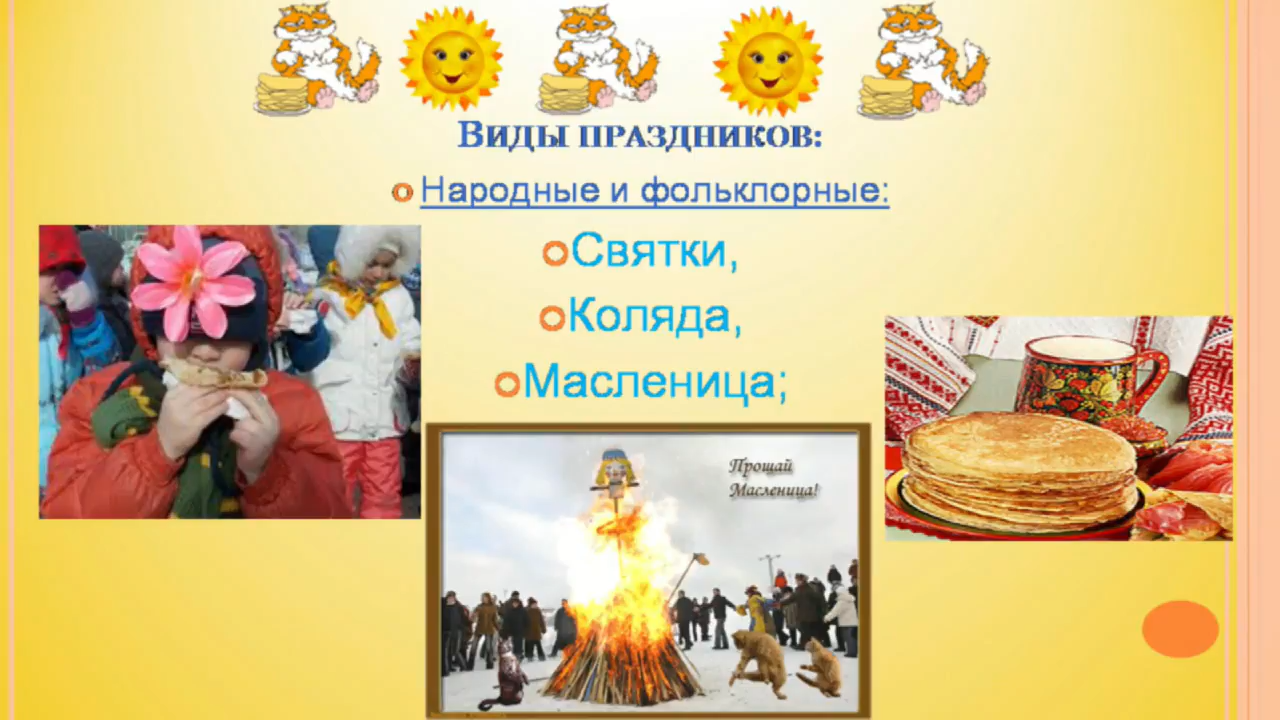 Виды праздников:
Народные и фольклорные:
Святки,
Коляда,
Масленица;
Прощай
Масленица!